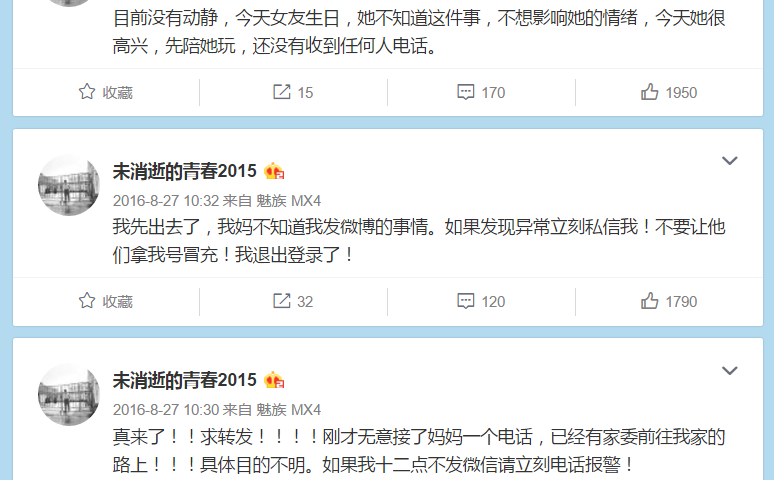 目前没有动静，今天女友生日，她不知道这件事，不想影响她的情绪，今天她很
高兴，先陪她玩，还没有收到任何人电话。
收藏 15 170 1950
未消逝的青春2015
2016-8-27 10:32 来自 魅族 MX4
我先出去了，我妈不知道我发微博的事情。如果发现异常立刻私信我！不要让他
们拿我号冒充！我退出登录了！
收藏 32 120 1790
未消逝的青春2015
2016-8-27 10:30 来自 魅族 MX4
真来了！！求转发！！！！刚才无意接了妈妈一个电话，已经有家委前往我家的
路上！！！具体目的不明。如果我十二点不发微信请立刻电话报警！